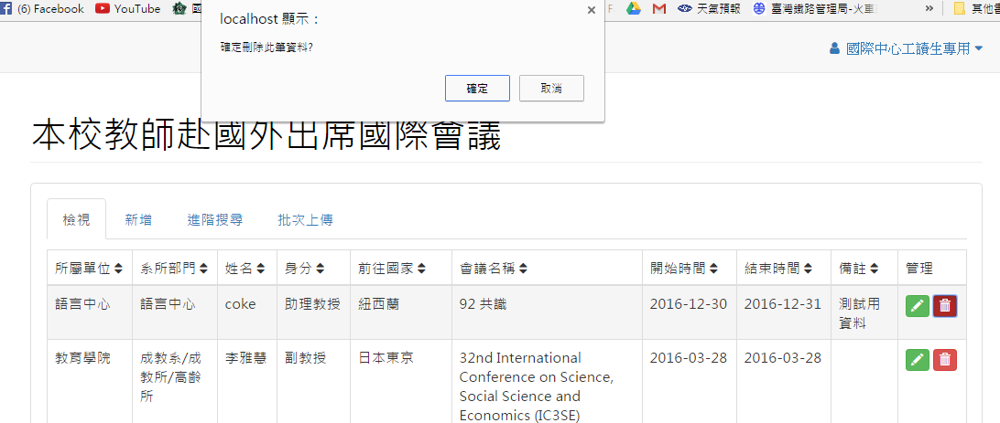 (6) Facebook
YouTube
國
F
天氣預報
臺灣鐵路管理局-火車
»
其他書
localhost 顯示：
確定刪除此筆資料?
確定
取消
國際中心工讀生專用
本校教師赴國外出席國際會議
檢視
新增
進階搜尋
批次上傳
所屬單位
系所部門
姓名
身分
前往國家
會議名稱
開始時間
結束時間
備註
管理
語言中心
語言中心
coke
助理教授
紐西蘭
92 共識
2016-12-30
2016-12-31
測試用
資料
教育學院
成教系/成
教所/高齡
所
李雅慧
副教授
日本東京
32nd International
Conference on Science,
Social Science and
Economics (IC3SE)
2016-03-28
2016-03-28